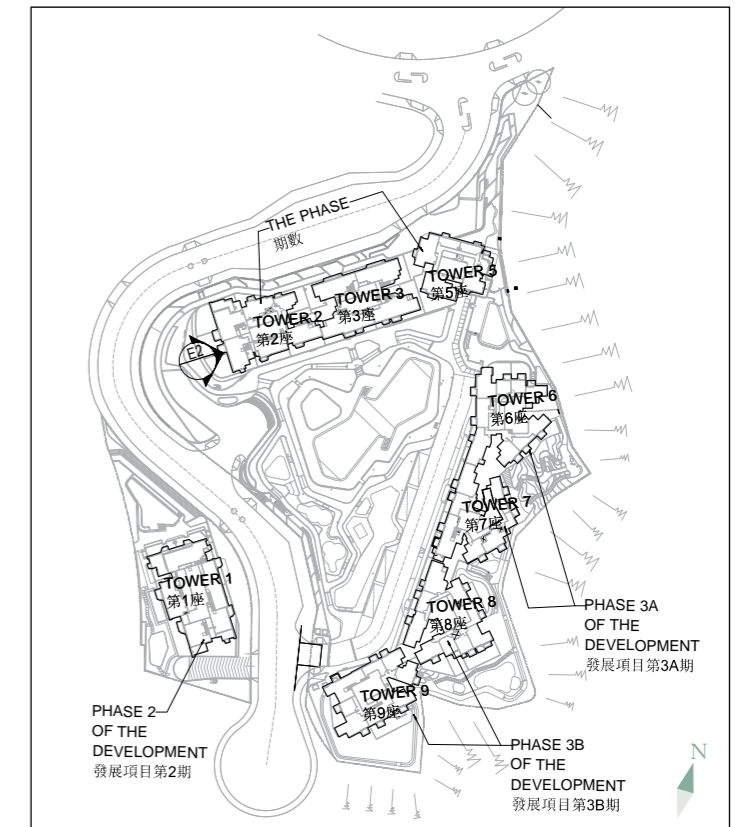 THE PHASE
期數
TOWER 5
第5座
TOWER 3
第3座
TOWER 2
第2座
E2
TOWER 6
第6座
TOWER 7
第7座
TOWER 1
第1座
TOWER 8
第8座
PHASE 3A
OF THE
DEVELOPMENT
發展項目第3A期
TOWER 9
第9座
PHASE 2
OF THE
DEVELOPMENT
發展項目第2期
PHASE 3B
OF THE
DEVELOPMENT
發展項目第3B期
N